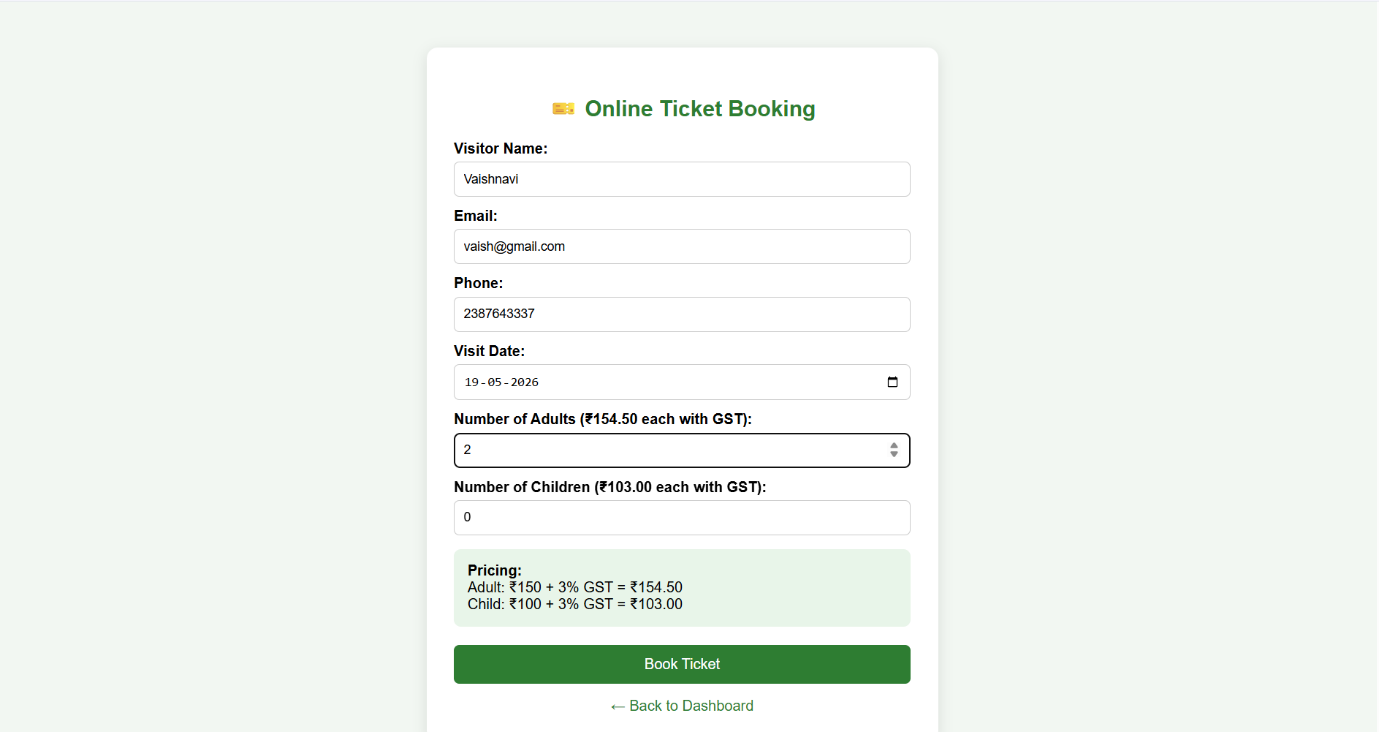 🎫 Online Ticket Booking
Visitor Name:
Vaishnavi
Email:
vaish@gmail.com
Phone:
2387643337
Visit Date:
19-05-2026
Number of Adults (₹154.50 each with GST):
2
Number of Children (₹103.00 each with GST):
0
Pricing:
Adult: ₹150 + 3% GST = ₹154.50
Child: ₹100 + 3% GST = ₹103.00
Book Ticket
← Back to Dashboard